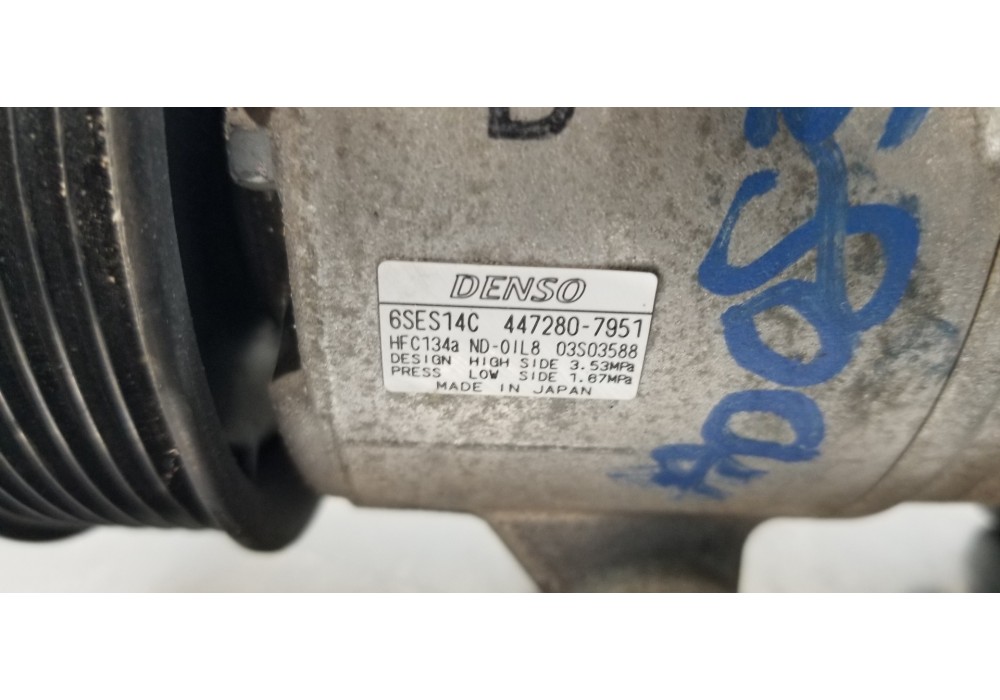 DENSO
6SES14C 447280-7951
HFC134a ND-OIL8 03S03588
DESIGN HIGH SIDE 3.53MPa
PRESS LOW SIDE 1.67MPa
MADE IN JAPAN